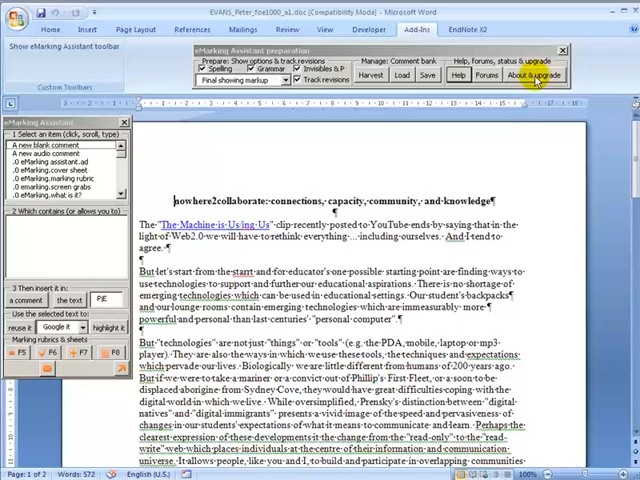 EVANS_Peter_foe1000_a1.doc [Compatibility Mode] - Microsoft Word
Home Insert Page Layout References Mailings Review View Developer Add-Ins EndNote X2
Show eMarking Assistant toolbar
Custom Toolbars
eMarking Assistant preparation
Prepare: Show options & track revisions Manage: Comment bank Help, forums, status & upgrade
Spelling Grammar Invisibles & P
Final showing markup Track revisions Harvest Load Save Help Forums About & upgrade
eMarking Assistant
1 Select an item (click, scroll, type)
A new blank comment
A new audio comment
.0 eMarking assistant.ad
.0 eMarking.cover sheet
.0 eMarking.marking rubric
.0 emarking.screen grabs
.0 eMarking.what is it?
2 Which contains (or allows you to)
3 Then insert it in:
a comment the text P|E
Use the selected text to:
reuse it Google it highlight it
Marking rubrics & sheets
F5 F6 F7 F8
nowhere2collaborate: connections, capacity, community, and knowledge¶
¶
The "The Machine is Us/ing Us" clip recently posted to YouTube ends by saying that in the
light of Web2.0 we will have to rethink everything ... including ourselves. And I tend to
agree. ¶
¶
But let's start from the starrt and for educator's one possible starting point are finding ways to
use technologies to support and further our educational aspirations. There is no shortage of
emerging technologies which can be used in educational settings. Our student's backpacks¶
and our lounge rooms contain emerging technologies which are immeasurably more ¶
powerful and personal than last centuries' "personal computer". ¶
¶
But "technologies" are not just "things" or "tools" (e.g. the PDA, mobile, laptop or mp3
player). They are also the ways in which we use these tools, the techniques and expectations
which pervade our lives. Biologically we are little different from humans of 200 years ago.
But if we were to take a mariner or a convict out of Phillip's First Fleet, or a soon to be
displaced aborigine from Sydney Cove, they would have great difficulties coping with the
digital world in which we live. While oversimplified, Prensky's distinction between "digital
natives" and "digital immigrants" presents a vivid image of the speed and pervasiveness of
changes in our students' expectations of what it means to communicate and learn. Perhaps the
clearest expression of these developments it the change from the "read-only" to the "read-
write" web which places individuals at the centre of their information and communication
universe. It allows people, like you and I, to build and participate in overlapping communities
Page: 1 of 2 Words: 572 English (U.S.) 100%